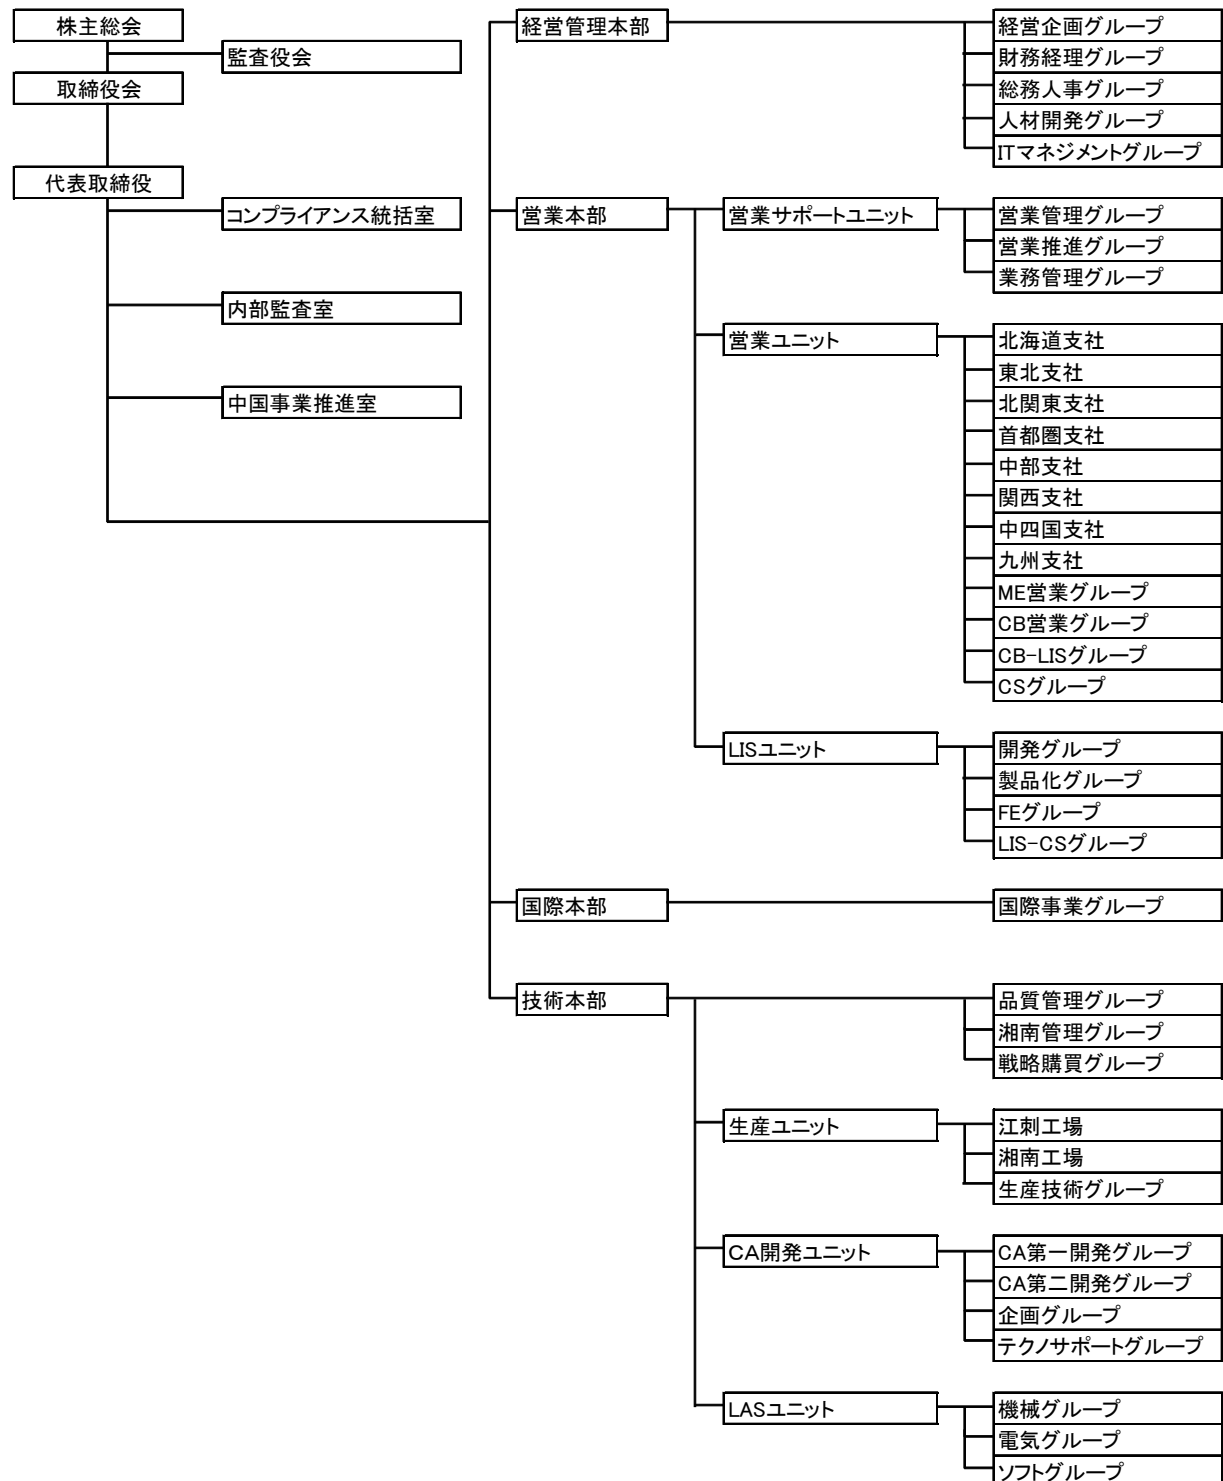 株主総会
監査役会
取締役会
代表取締役
コンプライアンス統括室
内部監査室
中国事業推進室
経営管理本部
経営企画グループ
財務経理グループ
総務人事グループ
人材開発グループ
ITマネジメントグループ
営業本部
営業サポートユニット
営業管理グループ
営業推進グループ
業務管理グループ
営業ユニット
北海道支社
東北支社
北関東支社
首都圏支社
中部支社
関西支社
中四国支社
九州支社
ME営業グループ
CB営業グループ
CB-LISグループ
CSグループ
LISユニット
開発グループ
製品化グループ
FEグループ
LIS-CSグループ
国際本部
国際事業グループ
技術本部
品質管理グループ
湘南管理グループ
戦略購買グループ
生産ユニット
江刺工場
湘南工場
生産技術グループ
CA開発ユニット
CA第一開発グループ
CA第二開発グループ
企画グループ
テクノサポートグループ
LASユニット
機械グループ
電気グループ
ソフトグループ